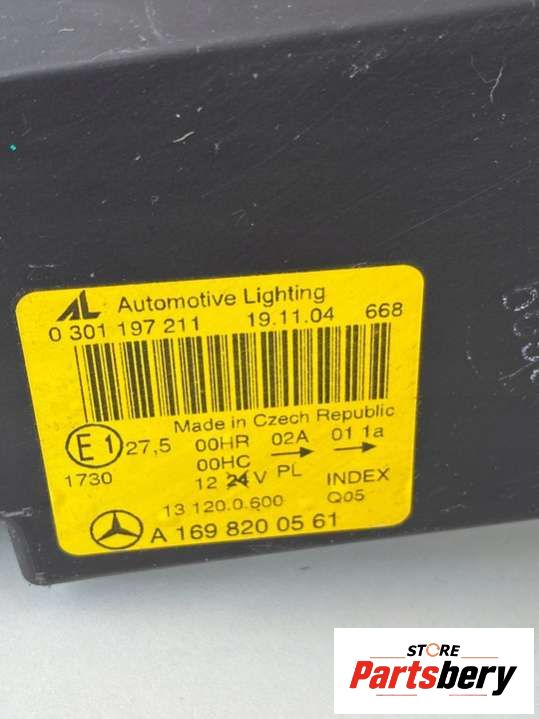 AL Automotive Lighting
0 301 197 211 19.11.04 668
Made in Czech Republic
E1 27,5 00HR 02A 01 1a
1730 00HC
12 24 V PL INDEX
13 120.0.600 Q05
A 169 820 05 61
STORE
Partsbery